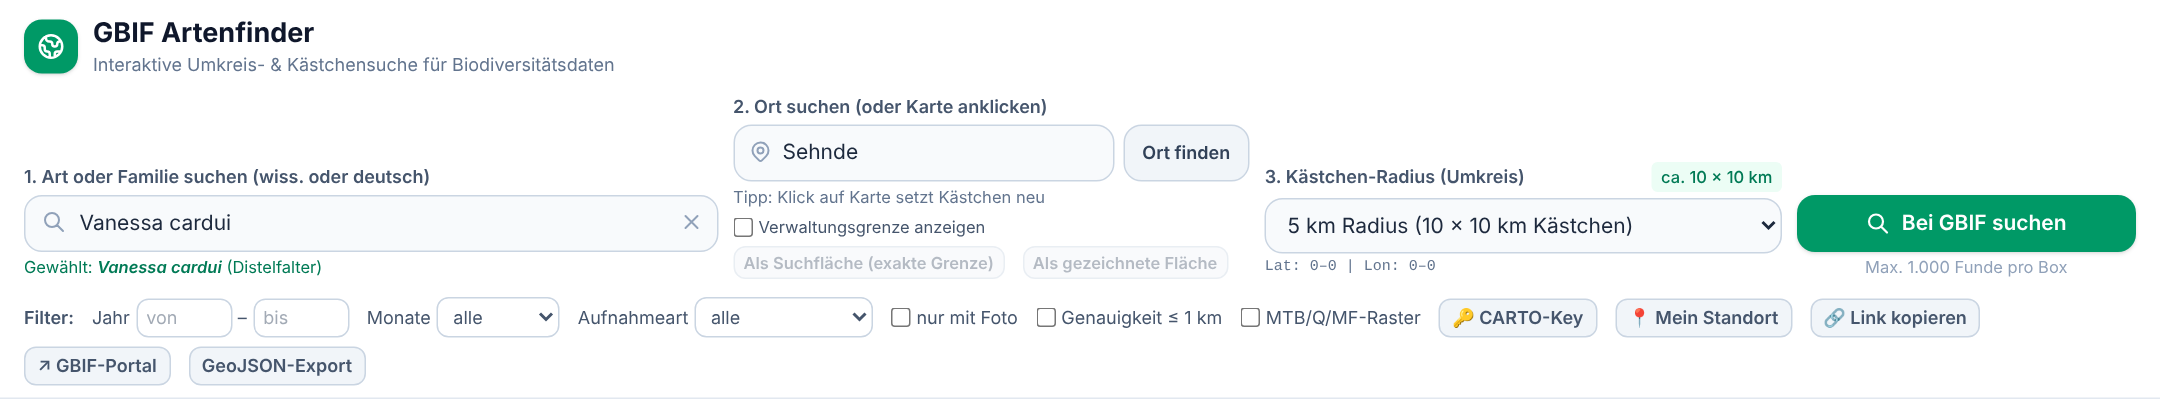 GBIF Artenfinder
Interaktive Umkreis- & Kästchensuche für Biodiversitätsdaten
1. Art oder Familie suchen (wiss. oder deutsch)
Vanessa cardui
Gewählt: Vanessa cardui (Distelfalter)
2. Ort suchen (oder Karte anklicken)
Sehnde
Ort finden
Tipp: Klick auf Karte setzt Kästchen neu
Verwaltungsgrenze anzeigen
Als Suchfläche (exakte Grenze) Als gezeichnete Fläche
3. Kästchen-Radius (Umkreis) ca. 10 × 10 km
5 km Radius (10 × 10 km Kästchen)
Lat: 0–0 | Lon: 0–0
Bei GBIF suchen
Max. 1.000 Funde pro Box
Filter: Jahr von – bis Monate alle Aufnahmeart alle nur mit Foto Genauigkeit ≤ 1 km MTB/Q/MF-Raster 🔑 CARTO-Key 📍 Mein Standort 🔗 Link kopieren
↗ GBIF-Portal GeoJSON-Export